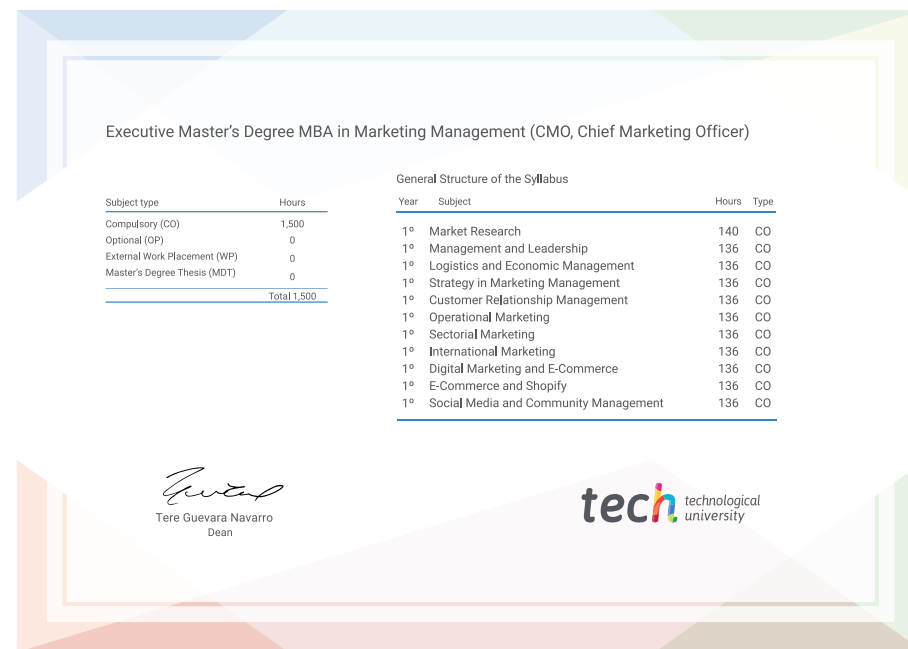 Executive Master's Degree MBA in Marketing Management (CMO, Chief Marketing Officer)
Subject type Hours
Compulsory (CO) 1,500
Optional (OP) 0
External Work Placement (WP) 0
Master's Degree Thesis (MDT) 0
Total 1,500
General Structure of the Syllabus
Year Subject Hours Type
1º Market Research 140 CO
1º Management and Leadership 136 CO
1º Logistics and Economic Management 136 CO
1º Strategy in Marketing Management 136 CO
1º Customer Relationship Management 136 CO
1º Operational Marketing 136 CO
1º Sectorial Marketing 136 CO
1º International Marketing 136 CO
1º Digital Marketing and E-Commerce 136 CO
1º E-Commerce and Shopify 136 CO
1º Social Media and Community Management 136 CO
Tere Guevara Navarro
Dean
tech technological
university